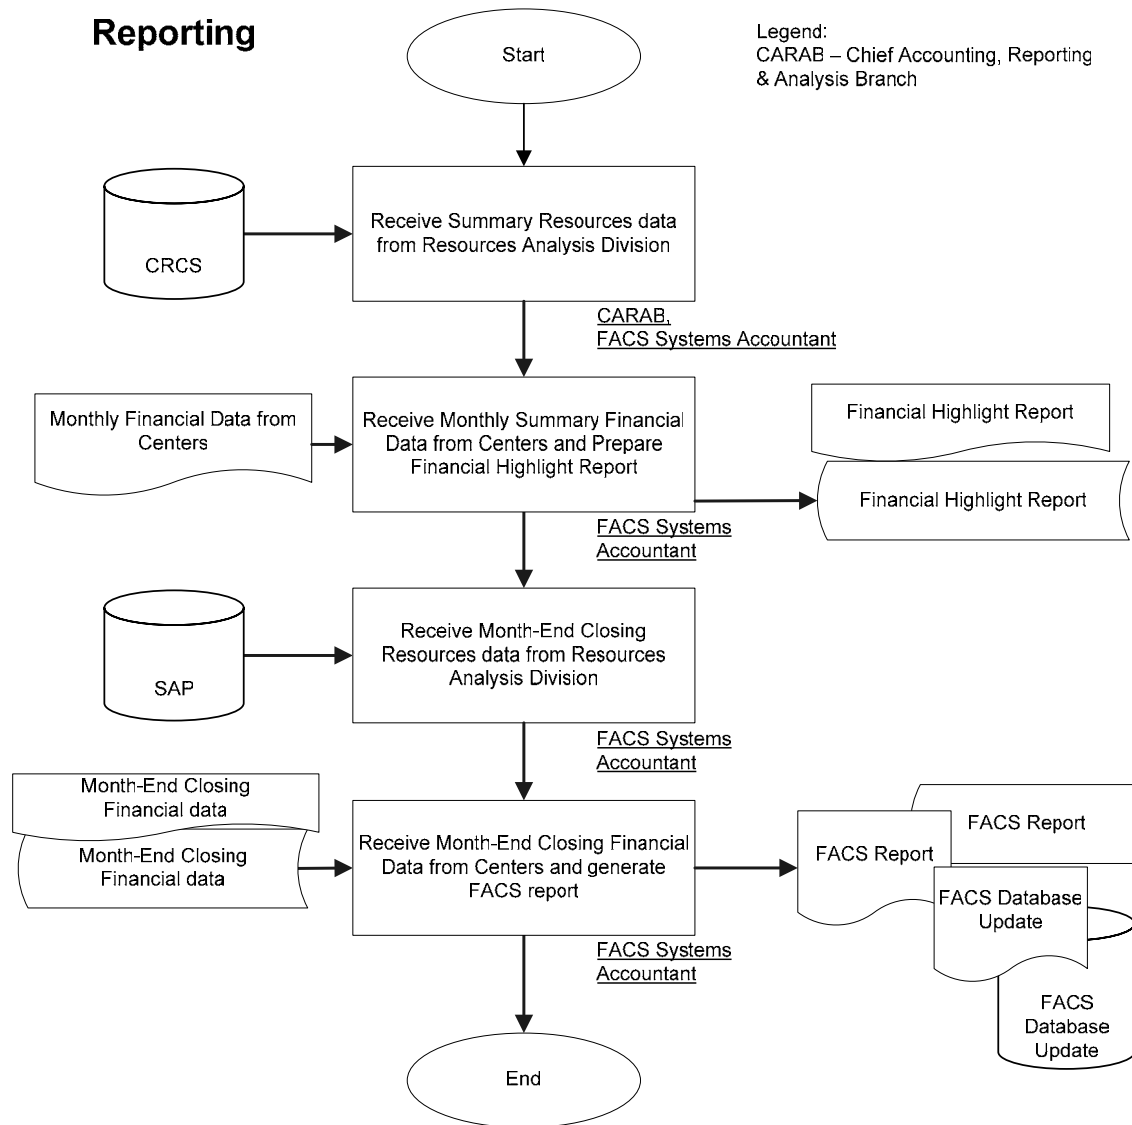 Reporting
Start
Legend:
CARAB – Chief Accounting, Reporting
& Analysis Branch
CRCS
Receive Summary Resources data
from Resources Analysis Division
CARAB,
FACS Systems Accountant
Monthly Financial Data from
Centers
Receive Monthly Summary Financial
Data from Centers and Prepare
Financial Highlight Report
Financial Highlight Report
Financial Highlight Report
FACS Systems
Accountant
SAP
Receive Month-End Closing
Resources data from Resources
Analysis Division
FACS Systems
Accountant
Month-End Closing
Financial data
Month-End Closing
Financial data
Receive Month-End Closing Financial
Data from Centers and generate
FACS report
FACS Report
FACS Report
FACS Database
Update
FACS
Database
Update
FACS Systems
Accountant
End